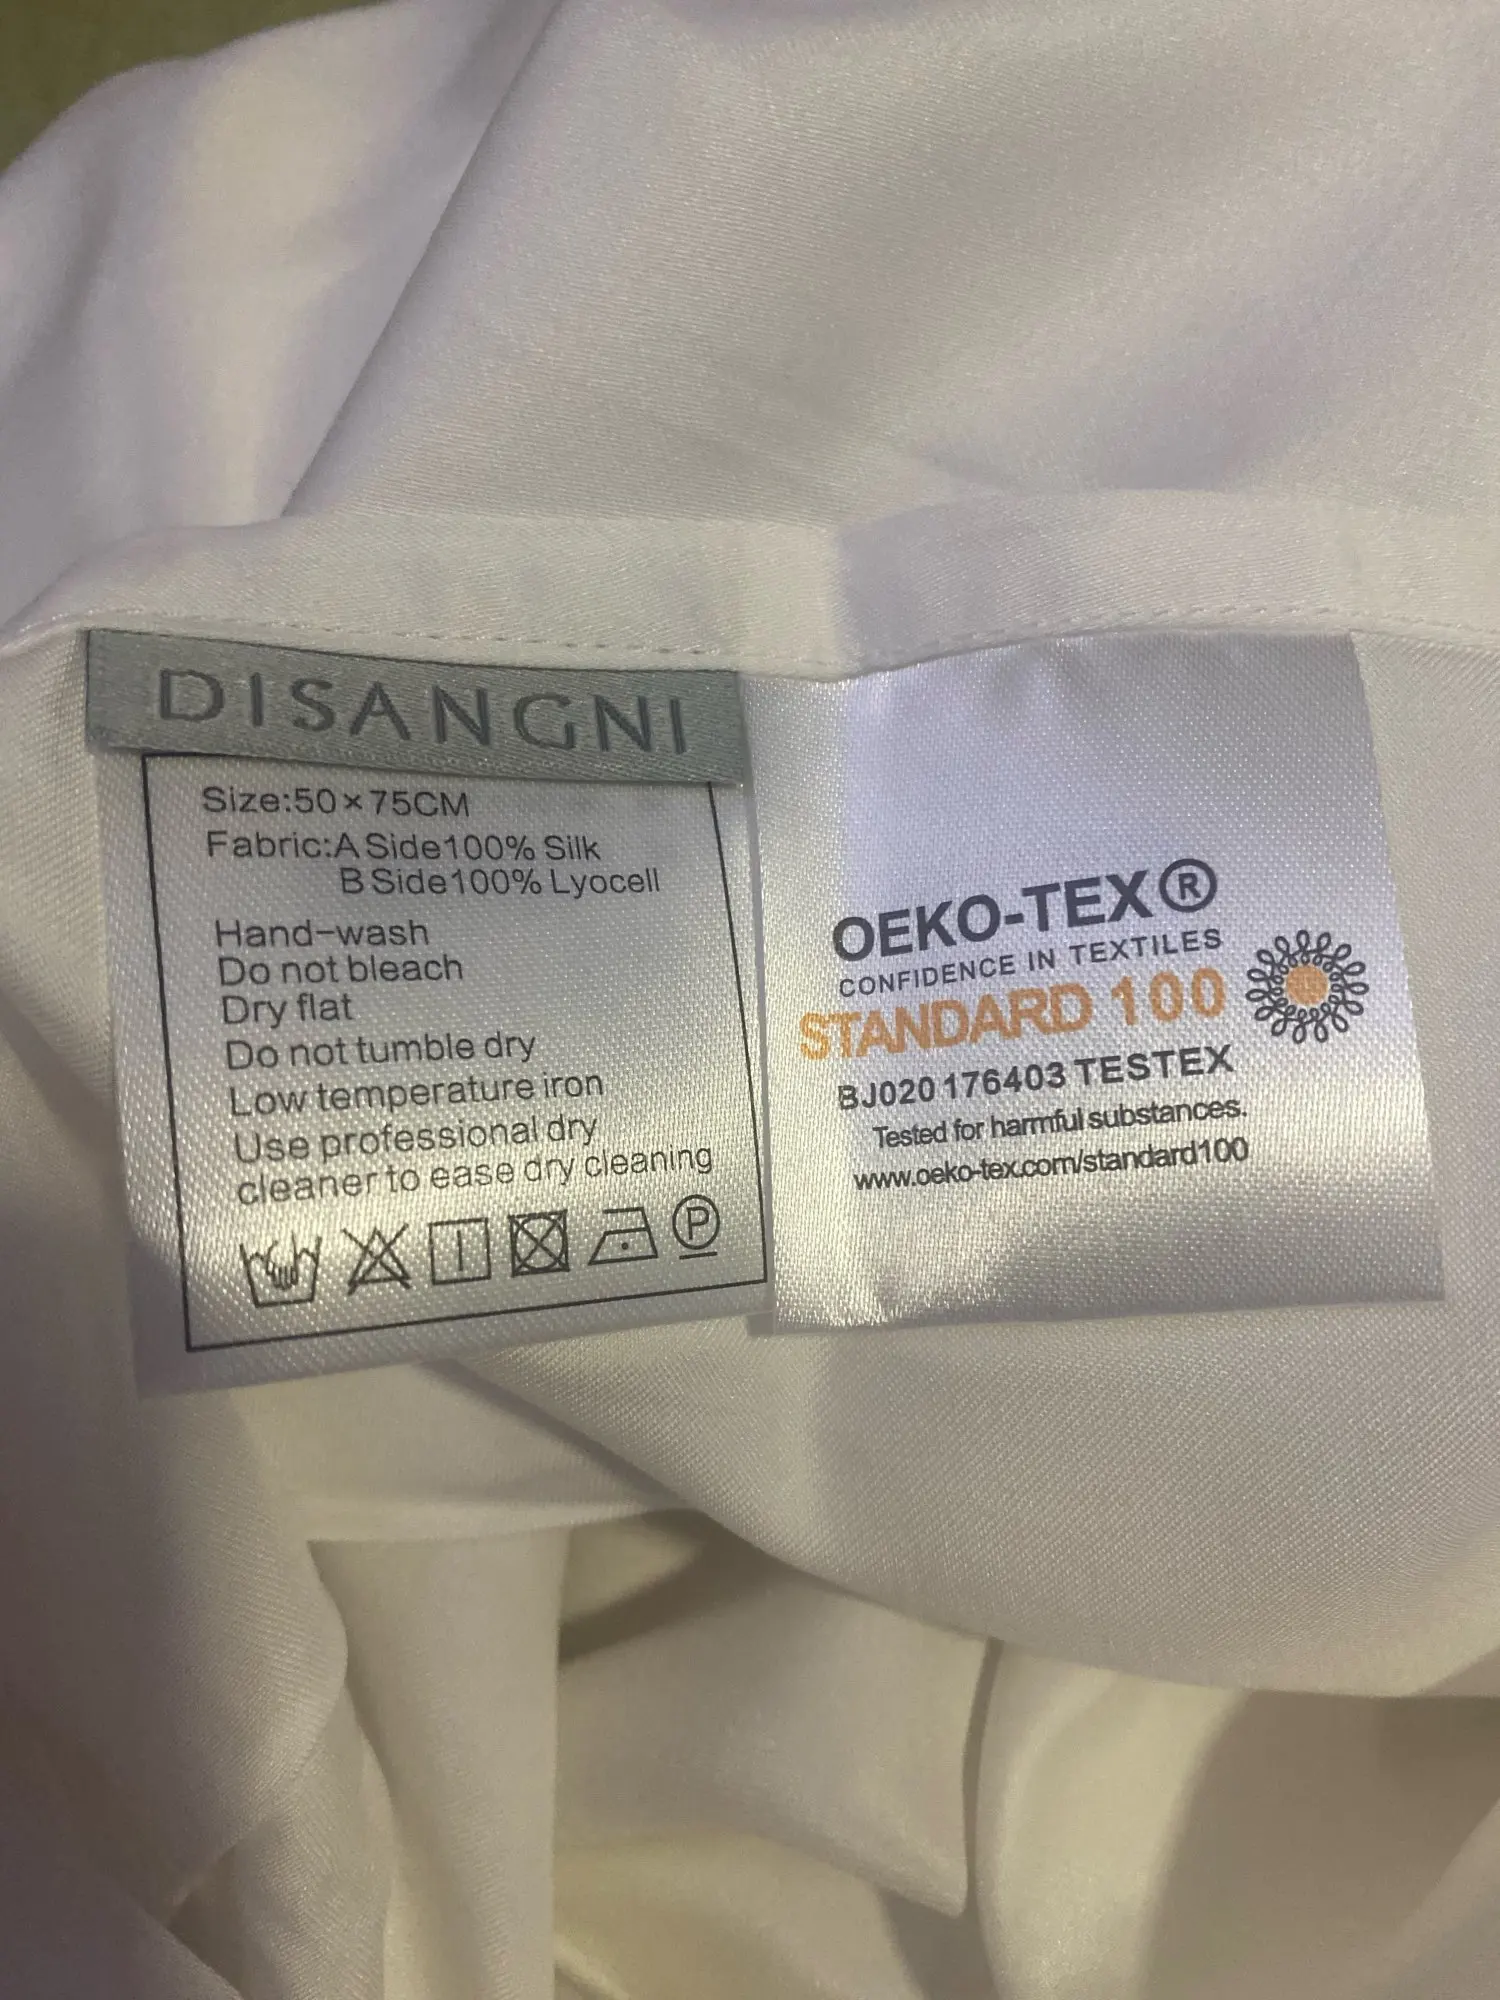 DISANGNI
Size:50×75CM
Fabric:A Side100% Silk
B Side100% Lyocell
Hand-wash
Do not bleach
Dry flat
Do not tumble dry
Low temperature iron
Use professional dry
cleaner to ease dry cleaning
P
OEKO-TEX®
CONFIDENCE IN TEXTILES
STANDARD 100
BJ020 176403 TESTEX
Tested for harmful substances.
www.oeko-tex.com/standard100